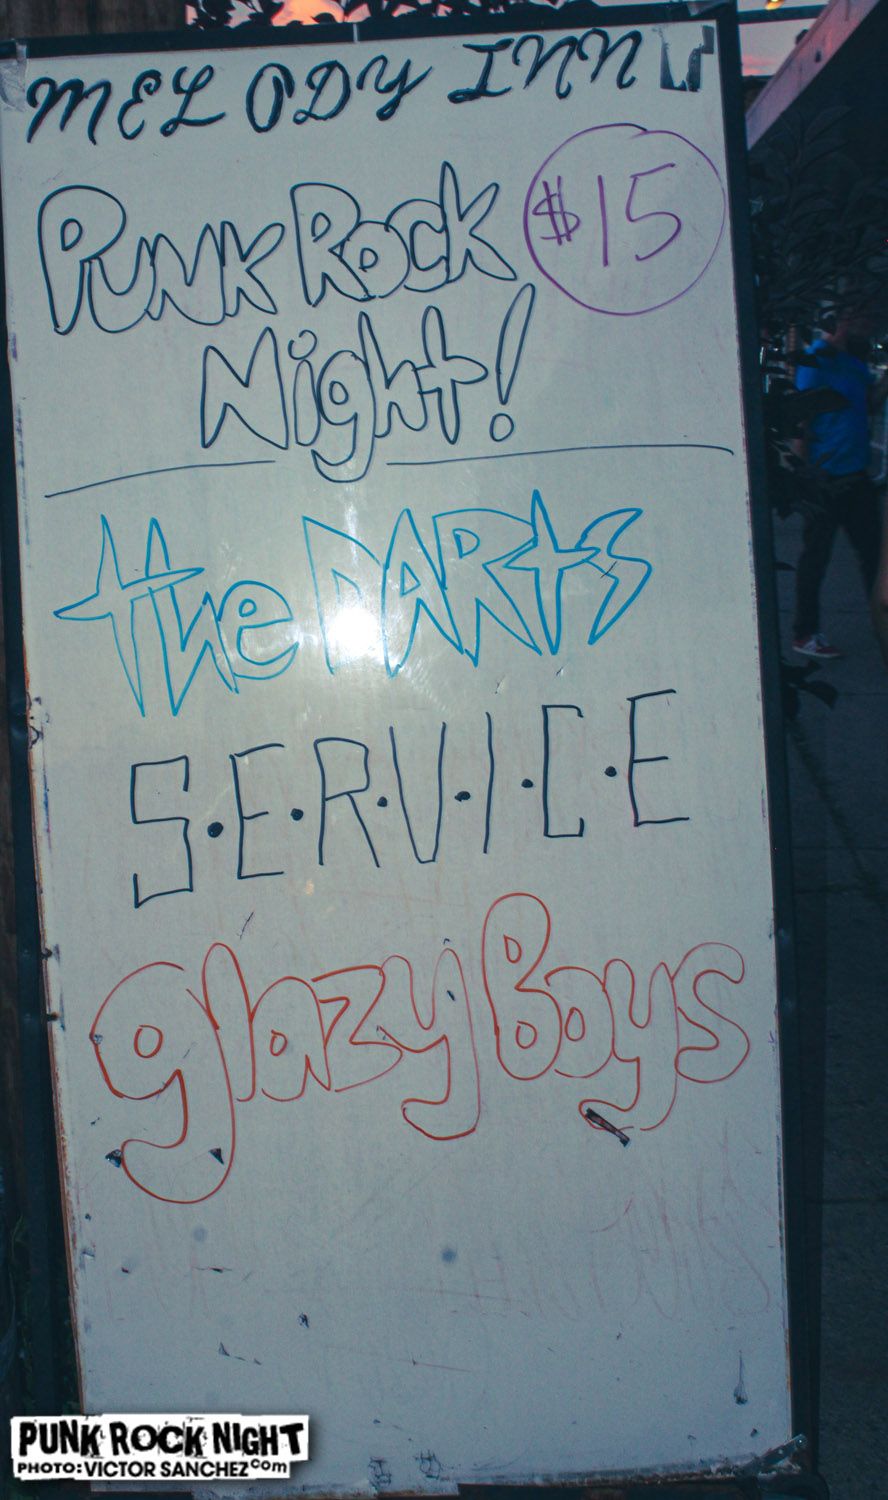 MELODY INN
PUNK ROCK $15
Night!
the DARts
S.E.R.V.I.C.E
glazy Boys
PUNK ROCK NIGHT
PHOTO: VICTOR SANCHEZ.COM